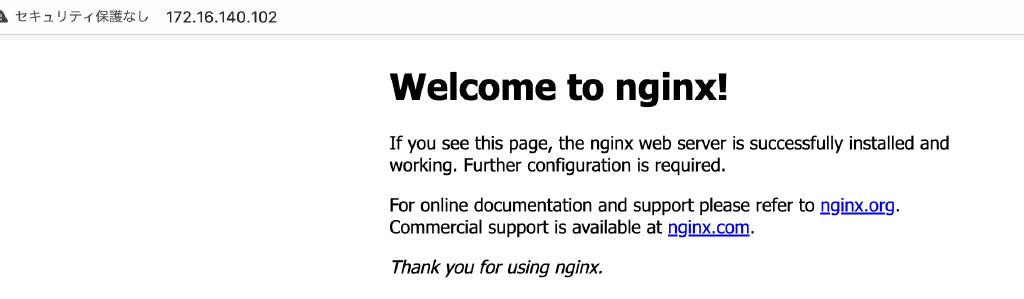 セキュリティ保護なし 172.16.140.102
Welcome to nginx!
If you see this page, the nginx web server is successfully installed and
working. Further configuration is required.
For online documentation and support please refer to nginx.org.
Commercial support is available at nginx.com.
Thank you for using nginx.